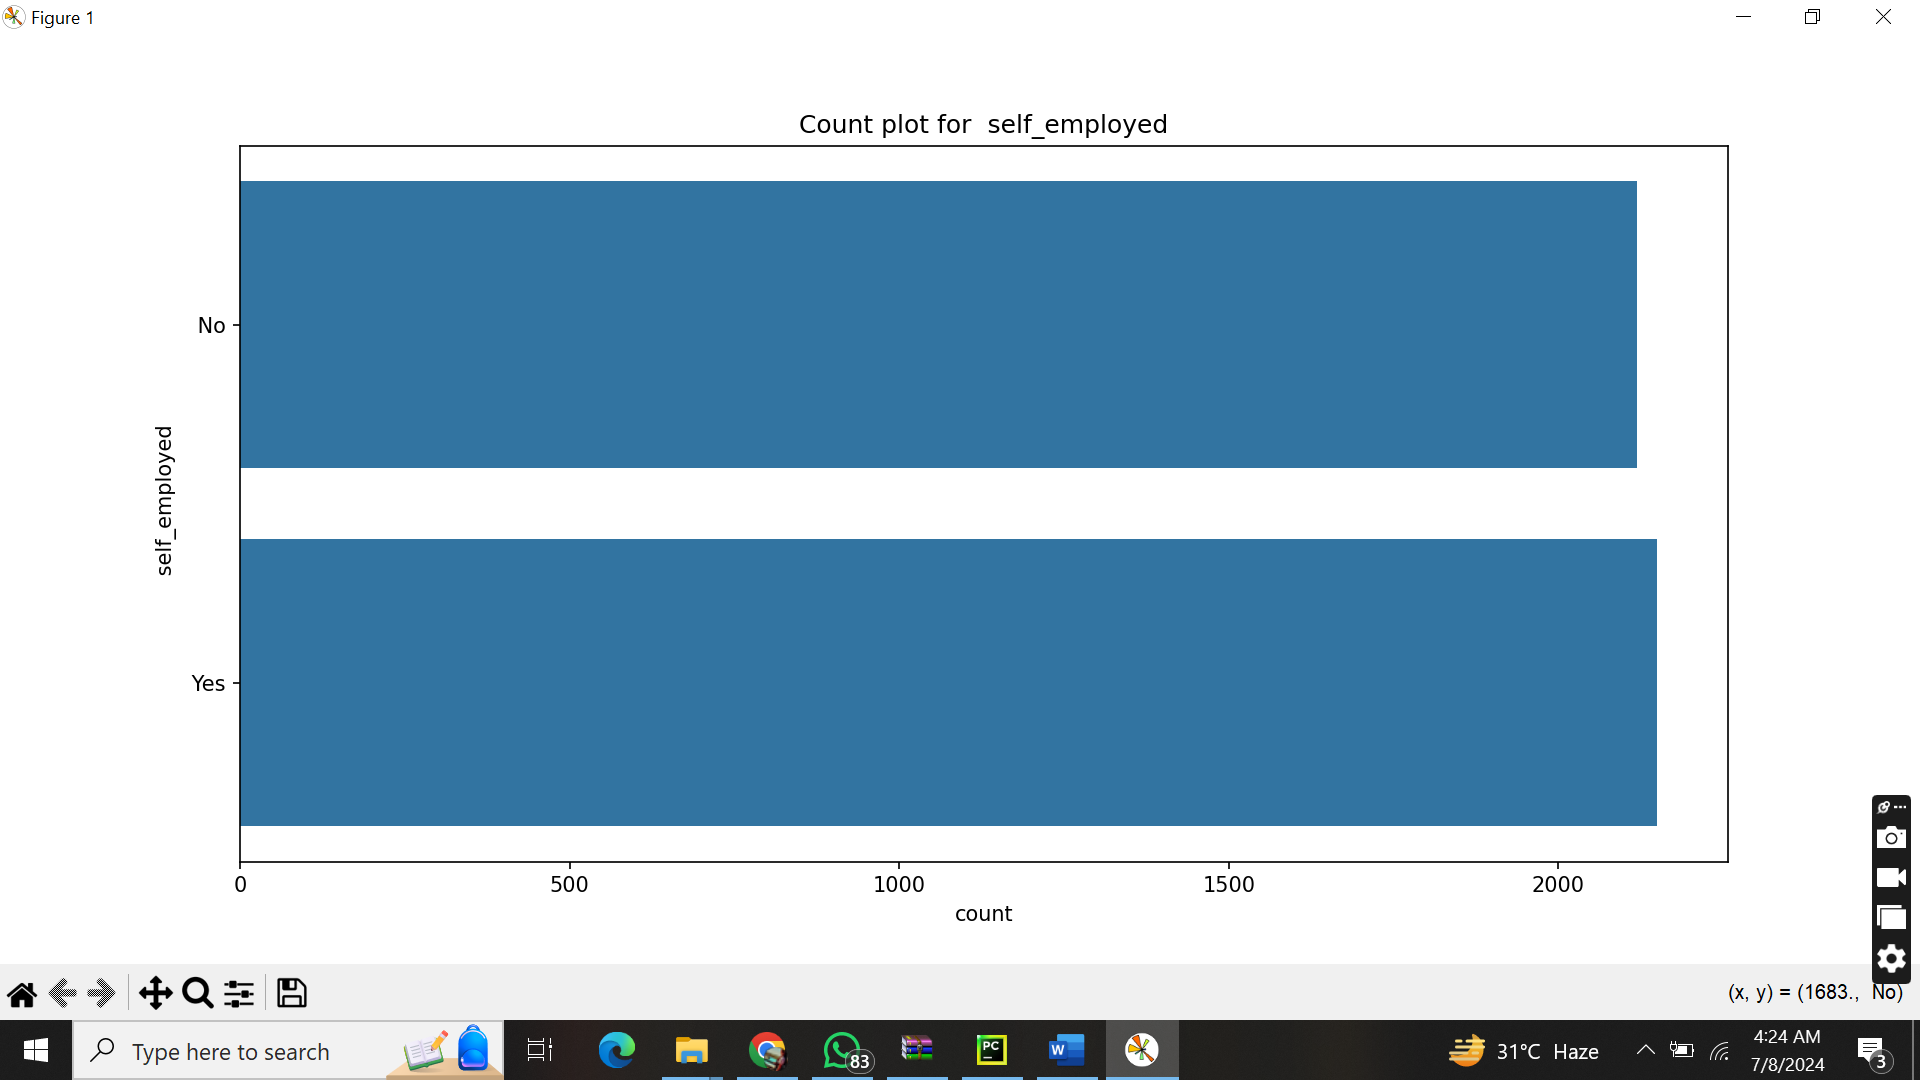 Figure 1
Count plot for  self_employed
No
Yes
self_employed
0 500 1000 1500 2000
count
(x, y) = (1683.,  No)
Type here to search
83
PC
W
31°C Haze
4:24 AM
7/8/2024
3